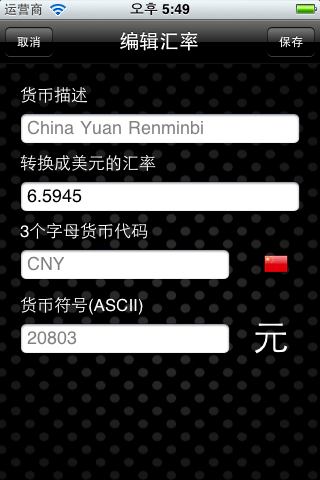 运营商 오후 5:49
取消 编辑汇率 保存
货币描述
China Yuan Renminbi
转换成美元的汇率
6.5945
3个字母货币代码
CNY
货币符号(ASCII)
20803 元